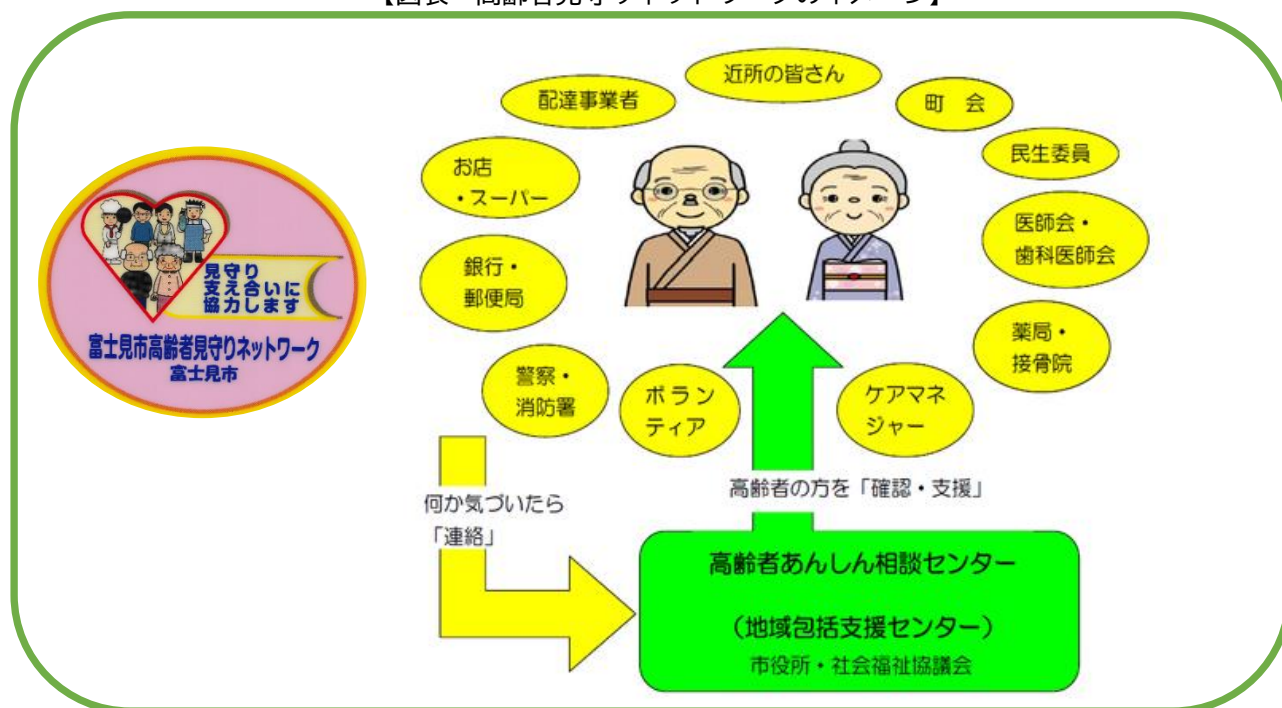 近所の皆さん
配達事業者
町　会
お店
・スーパー
民生委員
医師会・
歯科医師会
銀行・
郵便局
見守り
支え合いに
協力します
富士見市高齢者見守りネットワーク
富士見市
薬局・
接骨院
警察・
消防署
ボラン
ティア
ケアマネ
ジャー
何か気づいたら
「連絡」
高齢者の方を「確認・支援」
高齢者あんしん相談センター
（地域包括支援センター）
市役所・社会福祉協議会